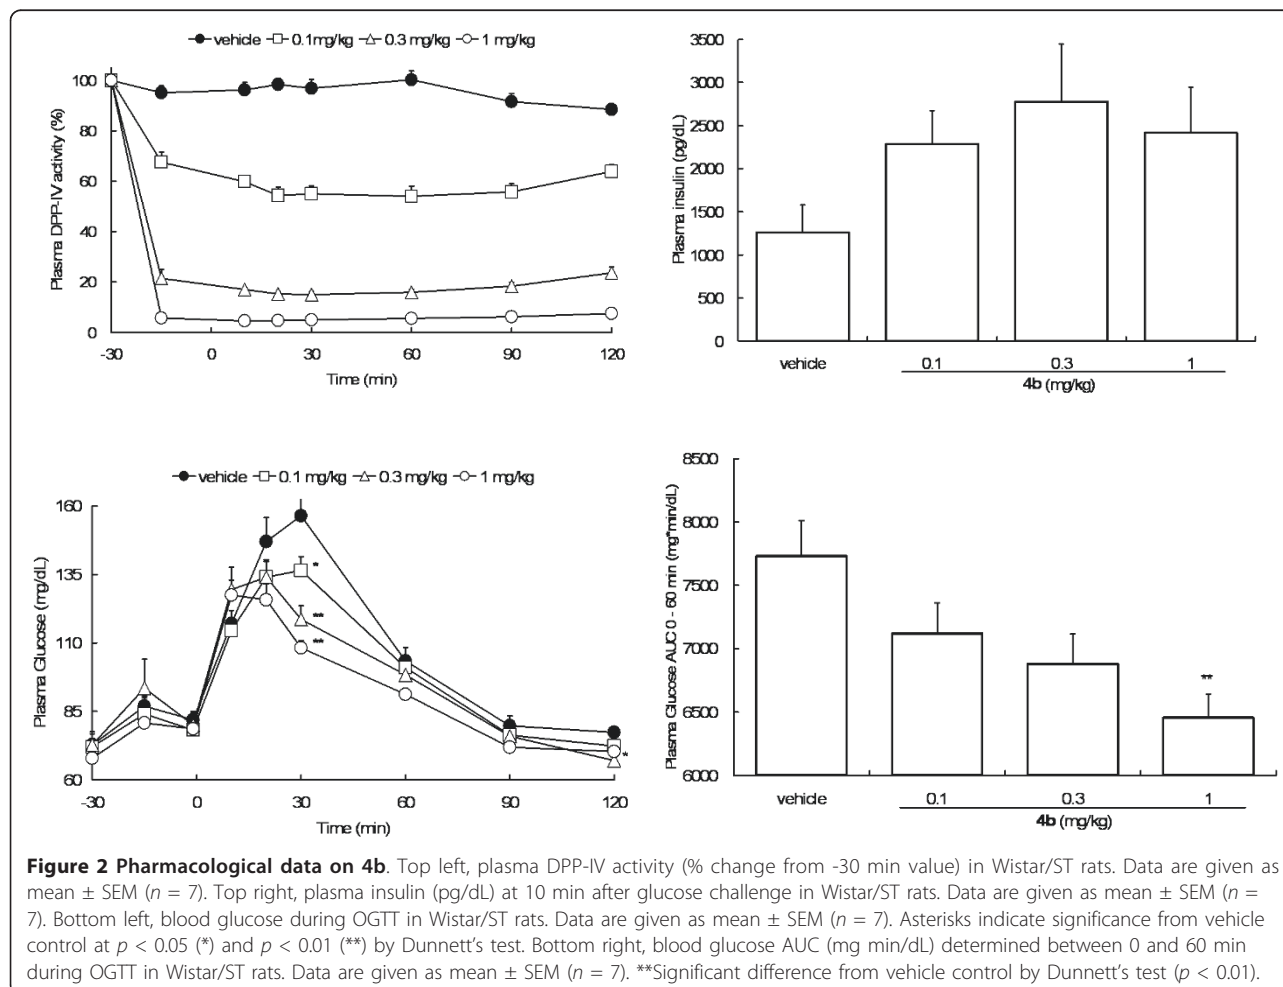 vehicle 0.1mg/kg 0.3 mg/kg 1 mg/kg
Plasma DPP-IV activity (%)
100
80
60
40
20
0
-30 0 30 60 90 120
Time (min)
Plasma insulin (pg/dL)
3500
3000
2500
2000
1500
1000
500
0
vehicle 0.1 0.3 1
4b (mg/kg)
vehicle 0.1 mg/kg 0.3 mg/kg 1 mg/kg
Plasma Glucose (mg/dL)
160
135
110
85
60
*
**
**
*
-30 0 30 60 90 120
Time (min)
Plasma Glucose AUC 0 - 60 min (mg*min/dL)
8500
8000
7500
7000
6500
6000
**
vehicle 0.1 0.3 1
4b (mg/kg)
Figure 2 Pharmacological data on 4b. Top left, plasma DPP-IV activity (% change from -30 min value) in Wistar/ST rats. Data are given as
mean ± SEM (n = 7). Top right, plasma insulin (pg/dL) at 10 min after glucose challenge in Wistar/ST rats. Data are given as mean ± SEM (n =
7). Bottom left, blood glucose during OGTT in Wistar/ST rats. Data are given as mean ± SEM (n = 7). Asterisks indicate significance from vehicle
control at p < 0.05 (*) and p < 0.01 (**) by Dunnett's test. Bottom right, blood glucose AUC (mg min/dL) determined between 0 and 60 min
during OGTT in Wistar/ST rats. Data are given as mean ± SEM (n = 7). **Significant difference from vehicle control by Dunnett's test (p < 0.01).